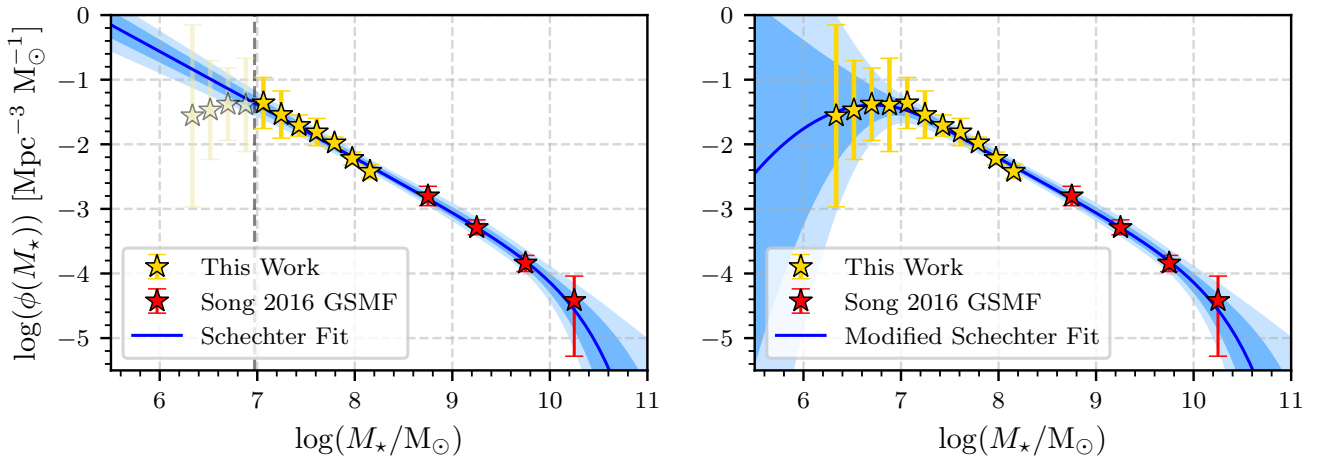 log(ϕ(M⋆)) [Mpc⁻³ M⊙⁻¹]
0
−1
−2
−3
−4
−5
This Work
Song 2016 GSMF
Schechter Fit
6 7 8 9 10 11
log(M⋆/M⊙)
0
−1
−2
−3
−4
−5
This Work
Song 2016 GSMF
Modified Schechter Fit
6 7 8 9 10 11
log(M⋆/M⊙)